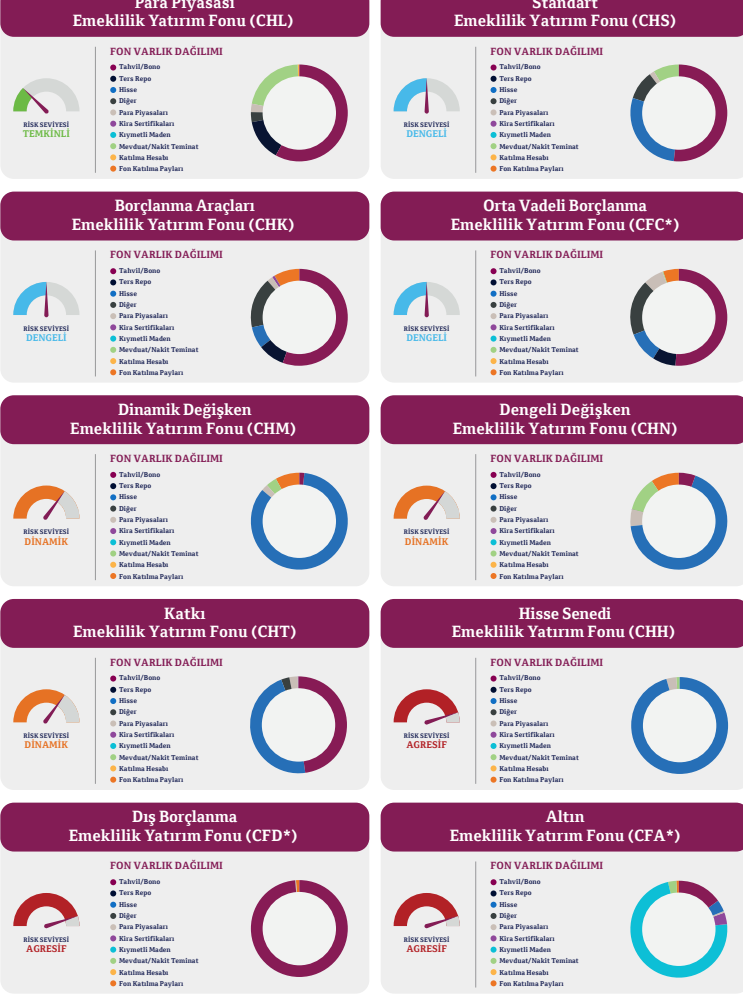 Para Piyasası
Emeklilik Yatırım Fonu (CHL)
FON VARLIK DAĞILIMI
Tahvil/Bono
Ters Repo
Hisse
Diğer
Para Piyasaları
Kira Sertifikaları
Kıymetli Maden
Mevduat/Nakit Teminat
Katılma Hesabı
Fon Katılma Payları
RİSK SEVİYESİ
TEMKİNLİ
Standart
Emeklilik Yatırım Fonu (CHS)
FON VARLIK DAĞILIMI
Tahvil/Bono
Ters Repo
Hisse
Diğer
Para Piyasaları
Kira Sertifikaları
Kıymetli Maden
Mevduat/Nakit Teminat
Katılma Hesabı
Fon Katılma Payları
RİSK SEVİYESİ
DENGELİ
Borçlanma Araçları
Emeklilik Yatırım Fonu (CHK)
FON VARLIK DAĞILIMI
Tahvil/Bono
Ters Repo
Hisse
Diğer
Para Piyasaları
Kira Sertifikaları
Kıymetli Maden
Mevduat/Nakit Teminat
Katılma Hesabı
Fon Katılma Payları
RİSK SEVİYESİ
DENGELİ
Orta Vadeli Borçlanma
Emeklilik Yatırım Fonu (CFC*)
FON VARLIK DAĞILIMI
Tahvil/Bono
Ters Repo
Hisse
Diğer
Para Piyasaları
Kira Sertifikaları
Kıymetli Maden
Mevduat/Nakit Teminat
Katılma Hesabı
Fon Katılma Payları
RİSK SEVİYESİ
DENGELİ
Dinamik Değişken
Emeklilik Yatırım Fonu (CHM)
FON VARLIK DAĞILIMI
Tahvil/Bono
Ters Repo
Hisse
Diğer
Para Piyasaları
Kira Sertifikaları
Kıymetli Maden
Mevduat/Nakit Teminat
Katılma Hesabı
Fon Katılma Payları
RİSK SEVİYESİ
DİNAMİK
Dengeli Değişken
Emeklilik Yatırım Fonu (CHN)
FON VARLIK DAĞILIMI
Tahvil/Bono
Ters Repo
Hisse
Diğer
Para Piyasaları
Kira Sertifikaları
Kıymetli Maden
Mevduat/Nakit Teminat
Katılma Hesabı
Fon Katılma Payları
RİSK SEVİYESİ
DİNAMİK
Katkı
Emeklilik Yatırım Fonu (CHT)
FON VARLIK DAĞILIMI
Tahvil/Bono
Ters Repo
Hisse
Diğer
Para Piyasaları
Kira Sertifikaları
Kıymetli Maden
Mevduat/Nakit Teminat
Katılma Hesabı
Fon Katılma Payları
RİSK SEVİYESİ
DİNAMİK
Hisse Senedi
Emeklilik Yatırım Fonu (CHH)
FON VARLIK DAĞILIMI
Tahvil/Bono
Ters Repo
Hisse
Diğer
Para Piyasaları
Kira Sertifikaları
Kıymetli Maden
Mevduat/Nakit Teminat
Katılma Hesabı
Fon Katılma Payları
RİSK SEVİYESİ
AGRESİF
Dış Borçlanma
Emeklilik Yatırım Fonu (CFD*)
FON VARLIK DAĞILIMI
Tahvil/Bono
Ters Repo
Hisse
Diğer
Para Piyasaları
Kira Sertifikaları
Kıymetli Maden
Mevduat/Nakit Teminat
Katılma Hesabı
Fon Katılma Payları
RİSK SEVİYESİ
AGRESİF
Altın
Emeklilik Yatırım Fonu (CFA*)
FON VARLIK DAĞILIMI
Tahvil/Bono
Ters Repo
Hisse
Diğer
Para Piyasaları
Kira Sertifikaları
Kıymetli Maden
Mevduat/Nakit Teminat
Katılma Hesabı
Fon Katılma Payları
RİSK SEVİYESİ
AGRESİF